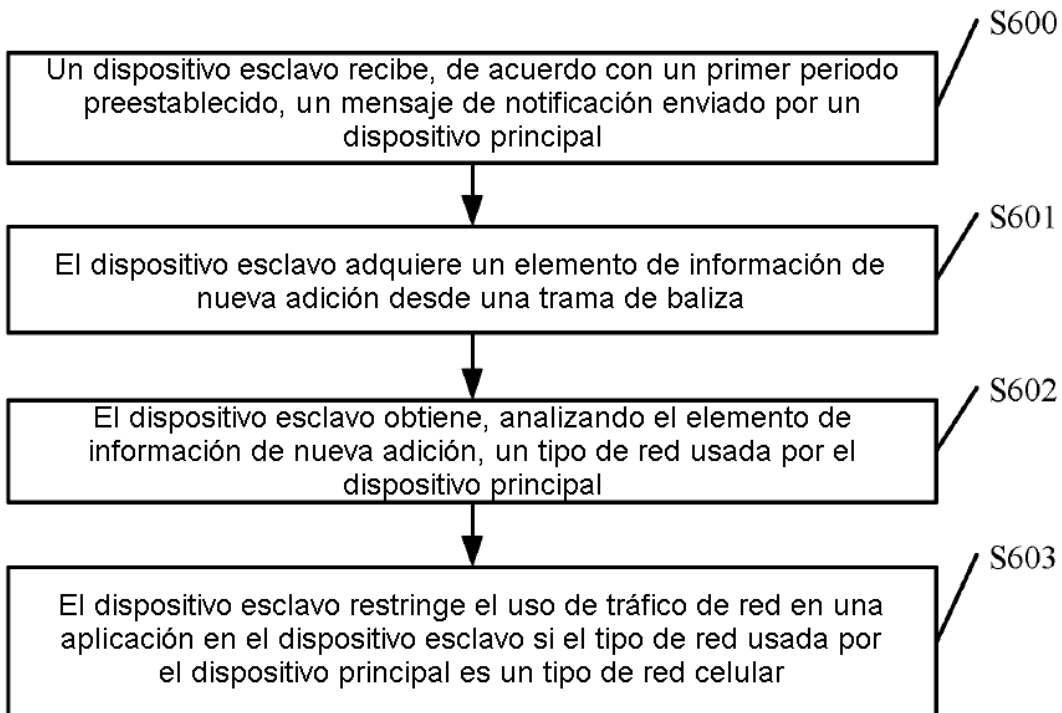 S600
Un dispositivo esclavo recibe, de acuerdo con un primer periodo
preestablecido, un mensaje de notificación enviado por un
dispositivo principal
S601
El dispositivo esclavo adquiere un elemento de información de
nueva adición desde una trama de baliza
S602
El dispositivo esclavo obtiene, analizando el elemento de
información de nueva adición, un tipo de red usada por el
dispositivo principal
S603
El dispositivo esclavo restringe el uso de tráfico de red en una
aplicación en el dispositivo esclavo si el tipo de red usada por
el dispositivo principal es un tipo de red celular